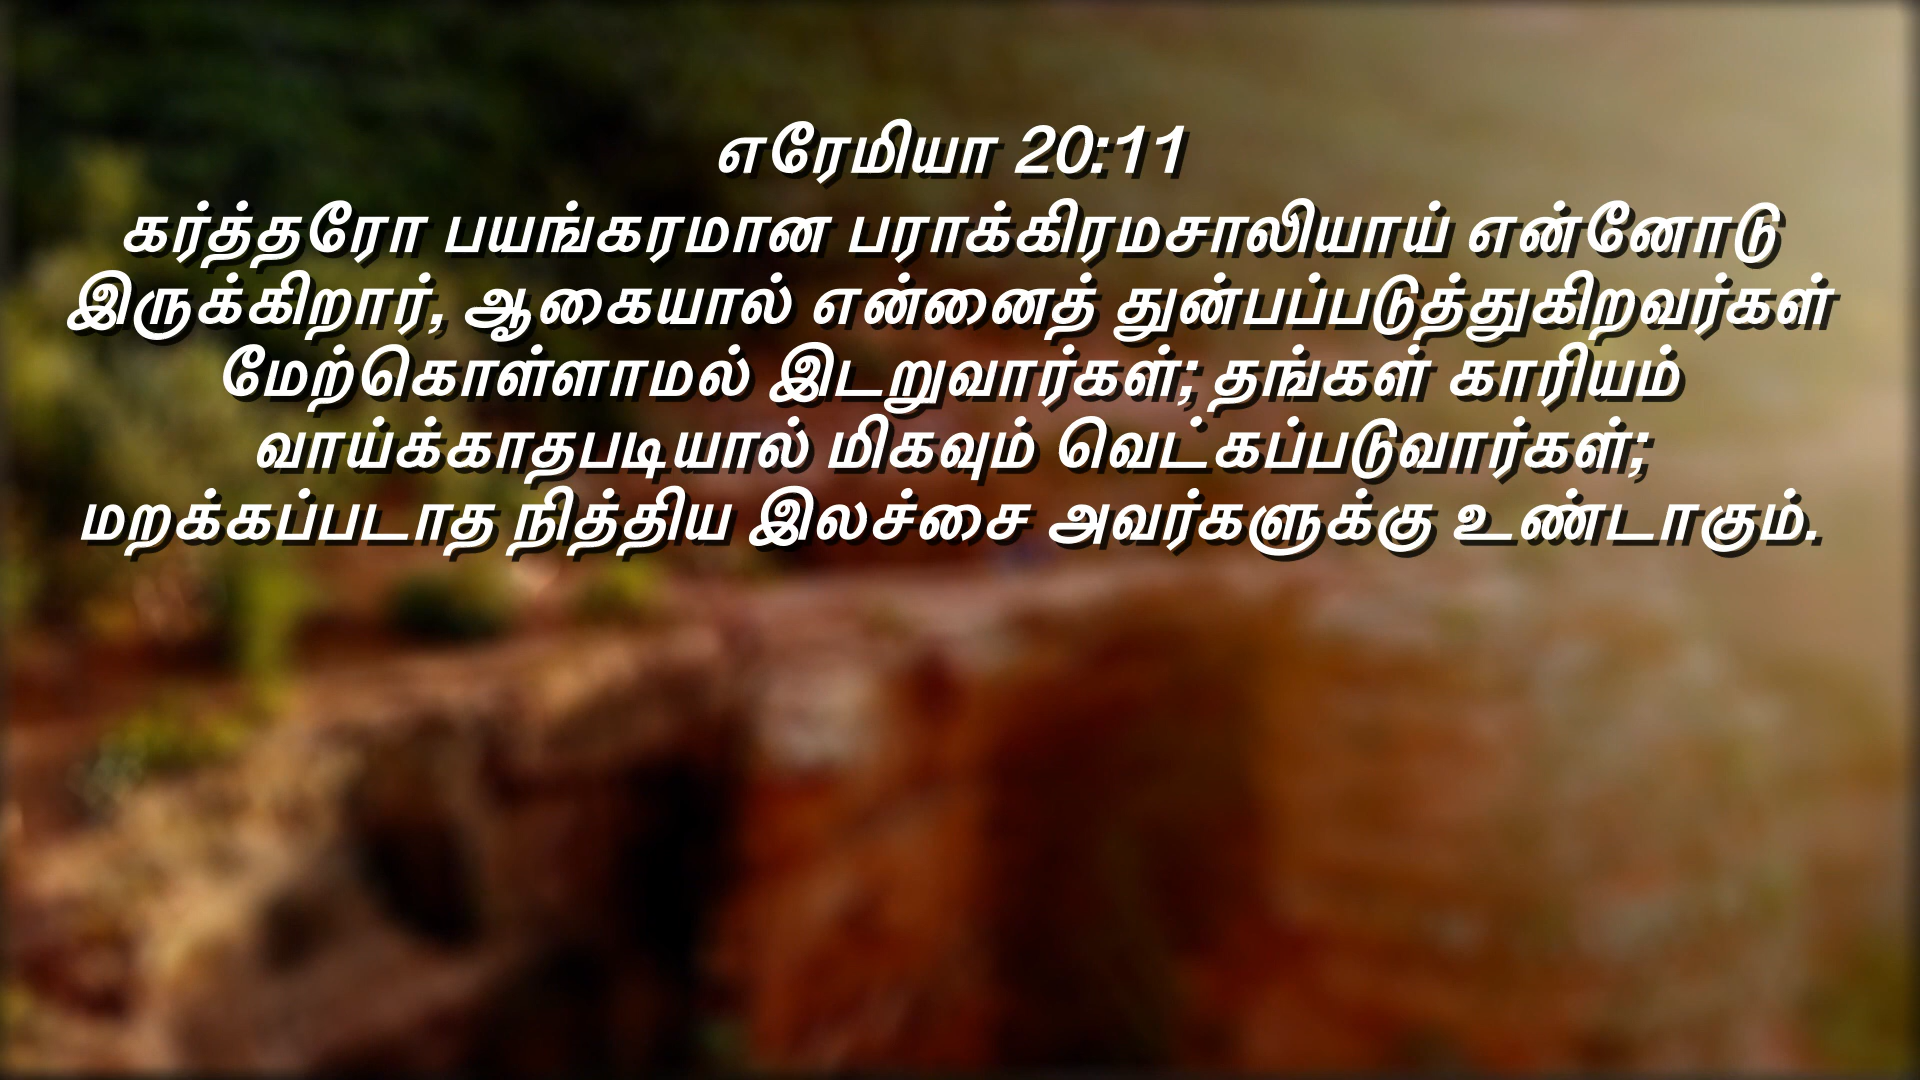 எரேமியா 20:11
கர்த்தரோ பயங்கரமான பராக்கிரமசாலியாய் என்னோடு
இருக்கிறார், ஆகையால் என்னைத் துன்பப்படுத்துகிறவர்கள்
மேற்கொள்ளாமல் இடறுவார்கள்; தங்கள் காரியம்
வாய்க்காதபடியால் மிகவும் வெட்கப்படுவார்கள்;
மறக்கப்படாத நித்திய இலச்சை அவர்களுக்கு உண்டாகும்.